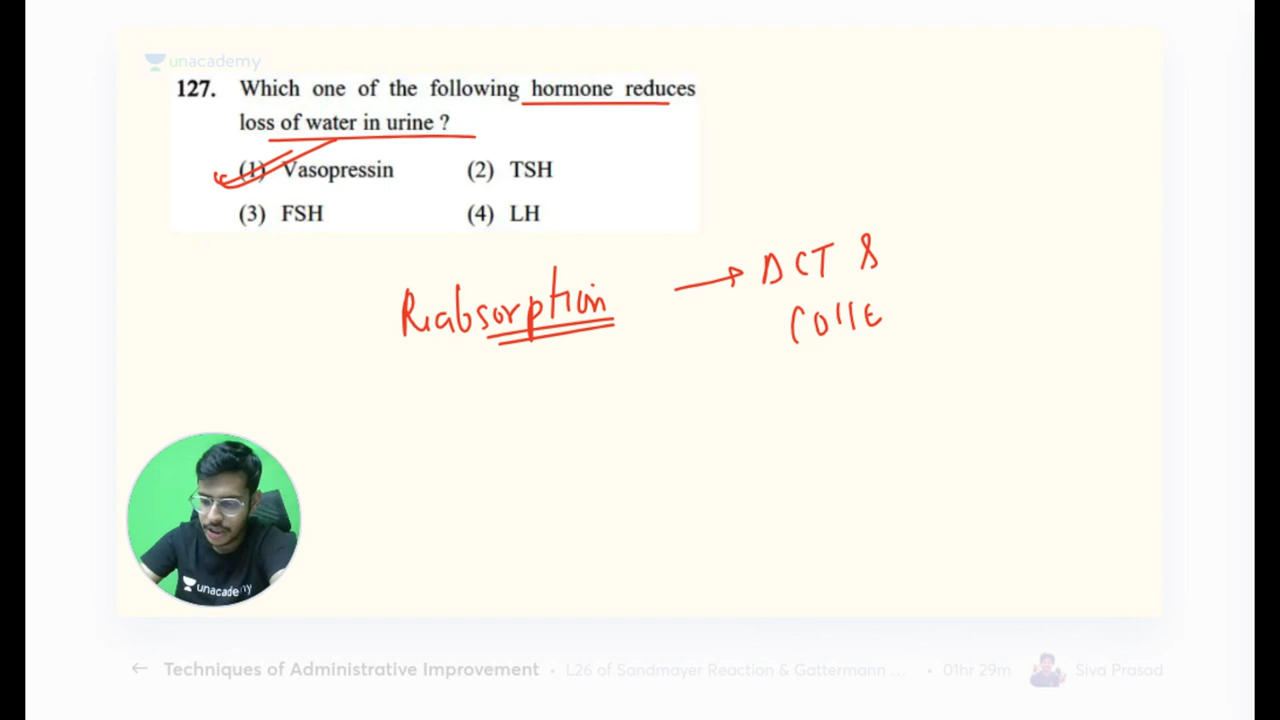 unacademy
127. Which one of the following hormone reduces
loss of water in urine ?
(1) Vasopressin (2) TSH
(3) FSH (4) LH
Reabsorption → DCT &
Colle
unacademy
← Techniques of Administrative Improvement • L26 of Sandmayer Reaction & Gattermann ... • 01hr 29m Siva Prasad